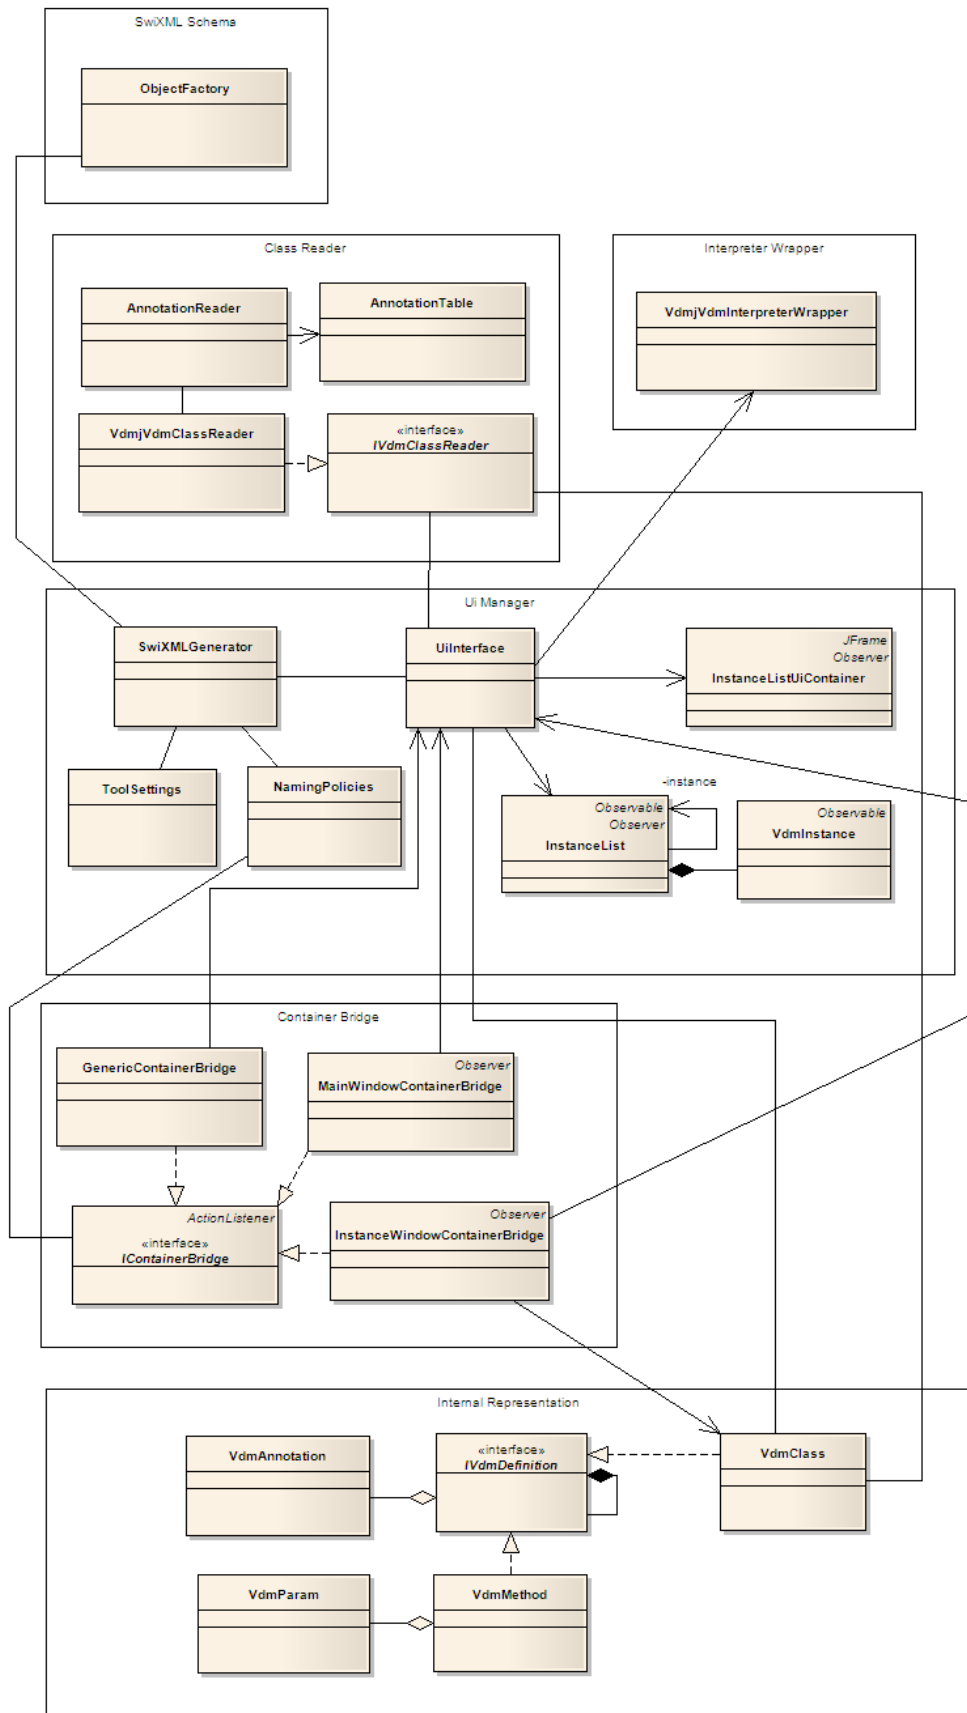 SwiXML Schema
ObjectFactory
Class Reader
AnnotationReader
AnnotationTable
VdmjVdmClassReader
«interface»
IVdmClassReader
Interpreter Wrapper
VdmjVdmInterpreterWrapper
Ui Manager
SwiXMLGenerator
UiInterface
JFrame
Observer
InstanceListUiContainer
ToolSettings
NamingPolicies
-instance
Observable
Observer
InstanceList
Observable
VdmInstance
Container Bridge
GenericContainerBridge
Observer
MainWindowContainerBridge
ActionListener
«interface»
IContainerBridge
Observer
InstanceWindowContainerBridge
Internal Representation
VdmAnnotation
«interface»
IVdmDefinition
VdmClass
VdmParam
VdmMethod